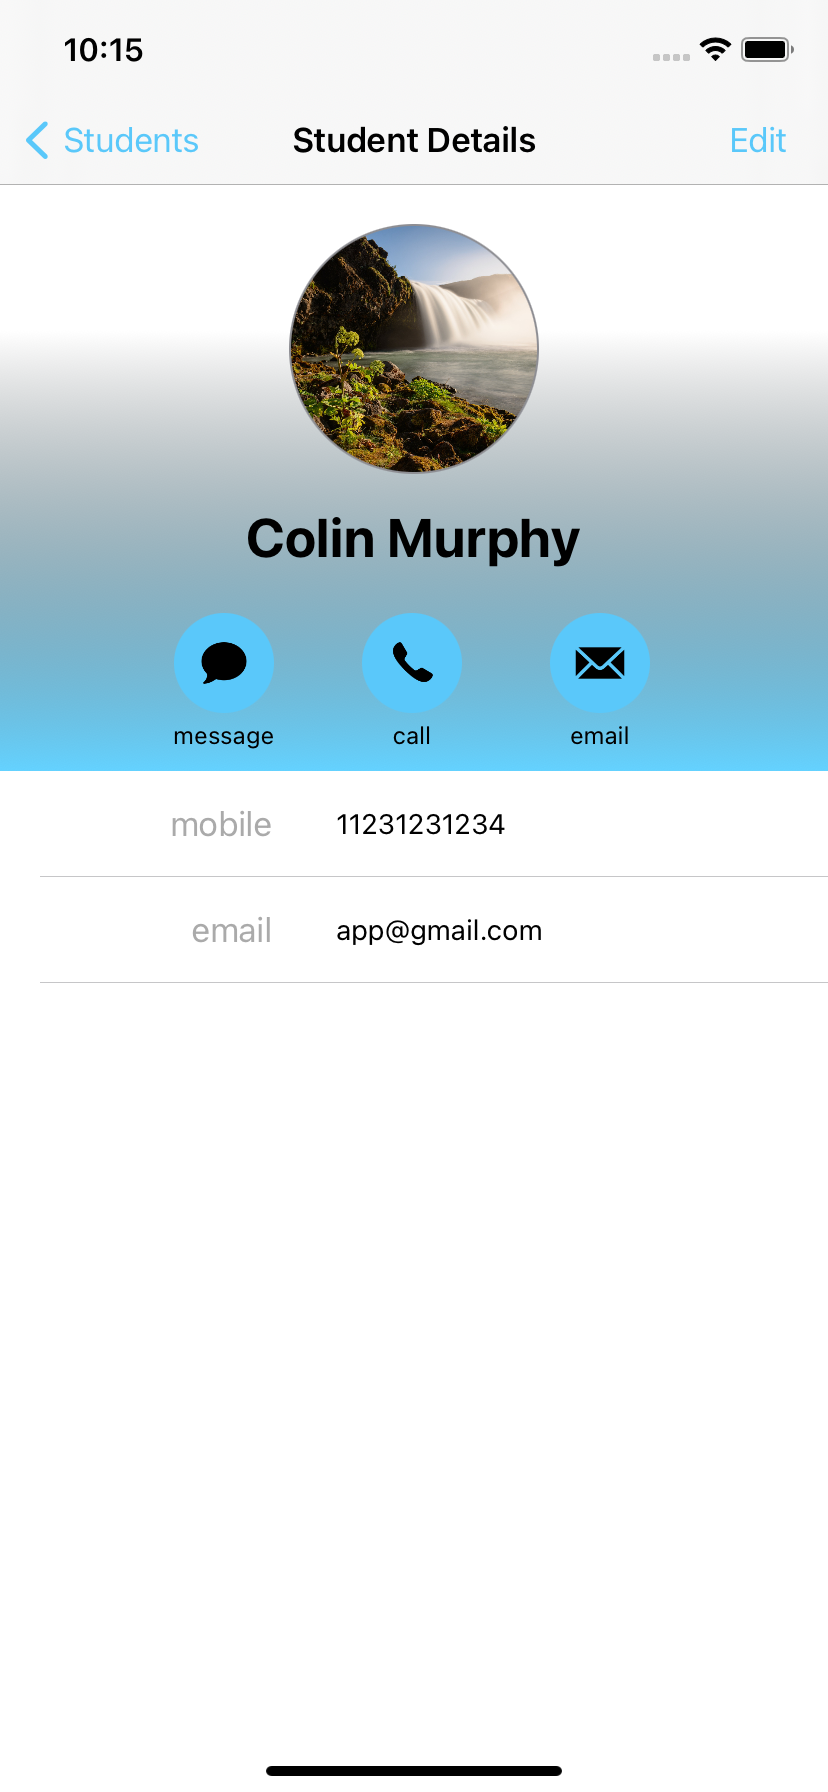 10:15
Students
Student Details
Edit
Colin Murphy
message
call
email
mobile
11231231234
email
app@gmail.com